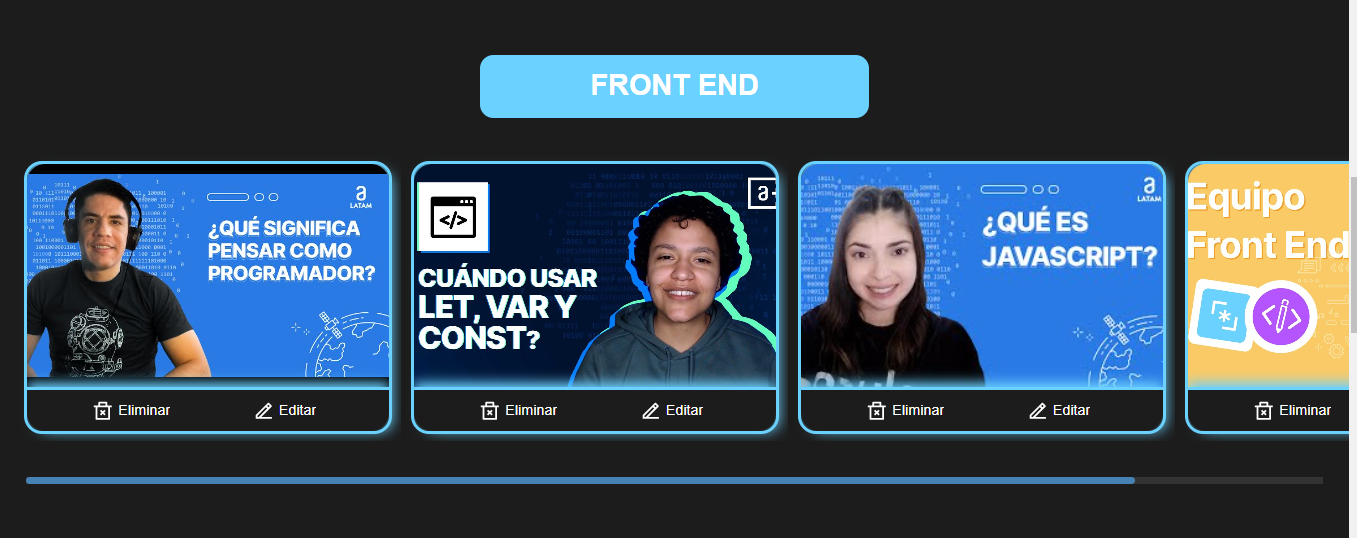 FRONT END
a
LATAM
¿QUÉ SIGNIFICA
PENSAR COMO
PROGRAMADOR?
Eliminar
Editar
</>
a
CUÁNDO USAR
LET, VAR Y
CONST?
Eliminar
Editar
a
LATAM
¿QUÉ ES
JAVASCRIPT?
Eliminar
Editar
Equipo
Front End
Eliminar